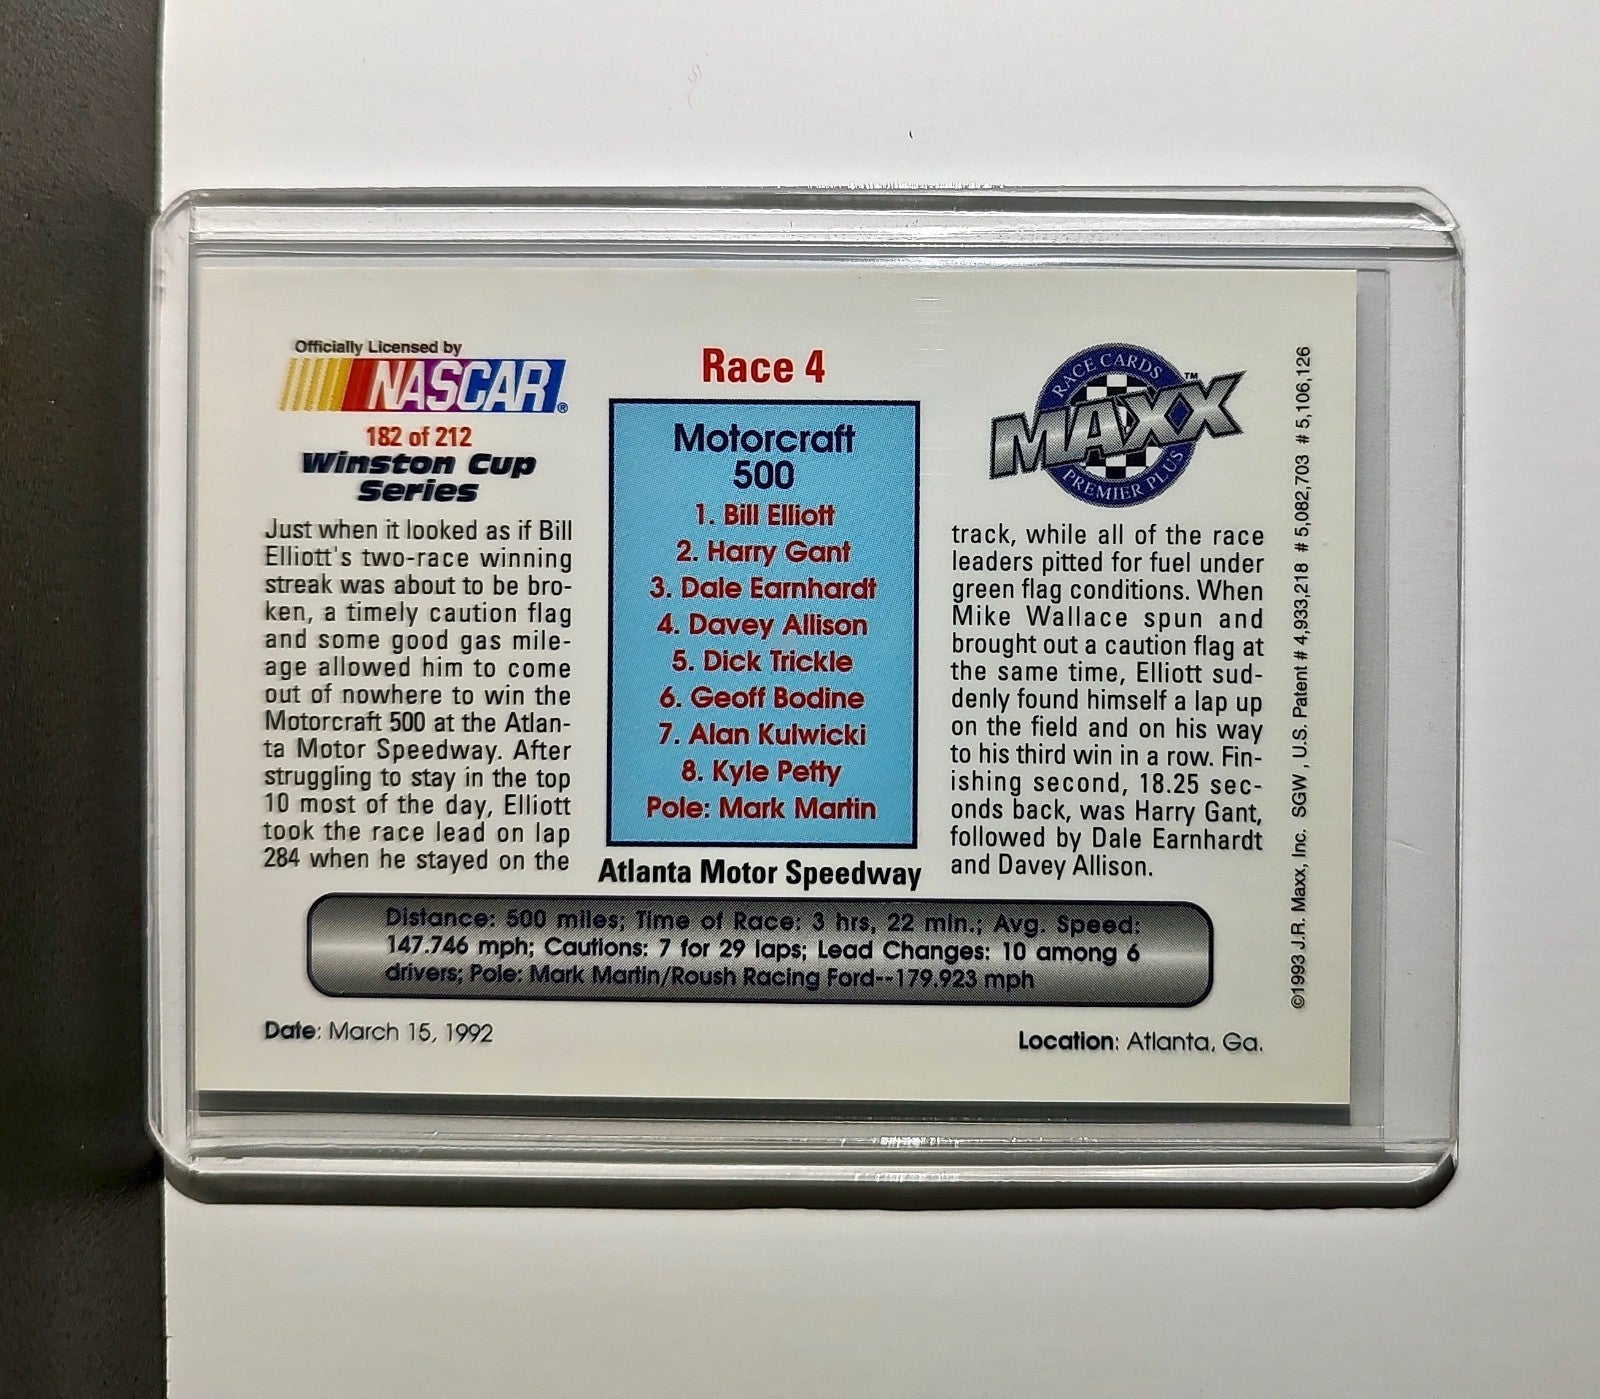 Officially Licensed by
NASCAR®
182 of 212
Winston Cup
Series
Just when it looked as if Bill
Elliott's two-race winning
streak was about to be bro-
ken, a timely caution flag
and some good gas mile-
age allowed him to come
out of nowhere to win the
Motorcraft 500 at the Atlan-
ta Motor Speedway. After
struggling to stay in the top
10 most of the day, Elliott
took the race lead on lap
284 when he stayed on the
Race 4
Motorcraft
500
1. Bill Elliott
2. Harry Gant
3. Dale Earnhardt
4. Davey Allison
5. Dick Trickle
6. Geoff Bodine
7. Alan Kulwicki
8. Kyle Petty
Pole: Mark Martin
Atlanta Motor Speedway
RACE CARDS
MAXX™
PREMIER PLUS
track, while all of the race
leaders pitted for fuel under
green flag conditions. When
Mike Wallace spun and
brought out a caution flag at
the same time, Elliott sud-
denly found himself a lap up
on the field and on his way
to his third win in a row. Fin-
ishing second, 18.25 sec-
onds back, was Harry Gant,
followed by Dale Earnhardt
and Davey Allison.
Distance: 500 miles; Time of Race: 3 hrs, 22 min.; Avg. Speed:
147.746 mph; Cautions: 7 for 29 laps; Lead Changes: 10 among 6
drivers; Pole: Mark Martin/Roush Racing Ford--179.923 mph
Date: March 15, 1992
Location: Atlanta, Ga.
©1993 J.R. Maxx, Inc. SGW , U.S. Patent # 4,933,218 # 5,082,703 # 5,106,126